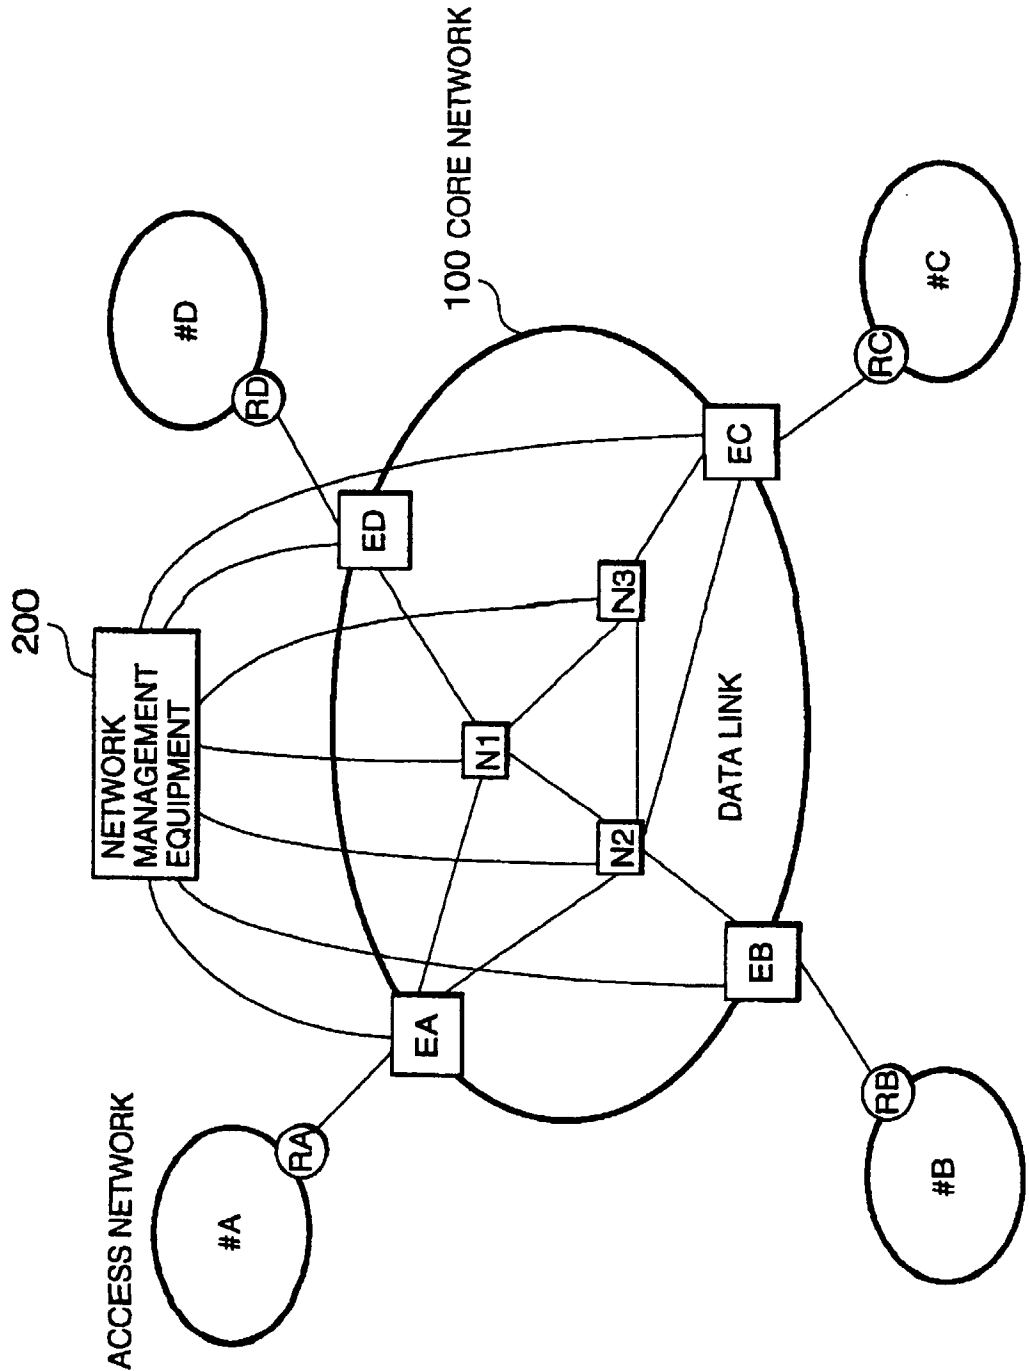 ACCESS NETWORK
200
NETWORK
MANAGEMENT
EQUIPMENT
#A
RA
#D
RD
100 CORE NETWORK
EA
ED
N1
N2
N3
DATA LINK
EB
EC
RB
#B
RC
#C